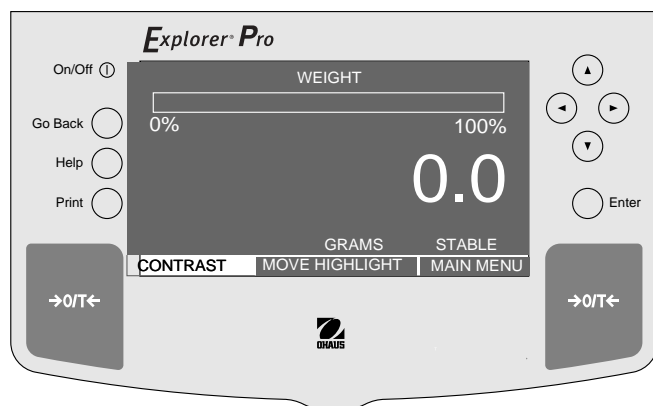 Explorer® Pro
On/Off
WEIGHT
0% 100%
Go Back
Help
Print
0.0
Enter
GRAMS STABLE
CONTRAST MOVE HIGHLIGHT MAIN MENU
→0/T← →0/T←
OHAUS